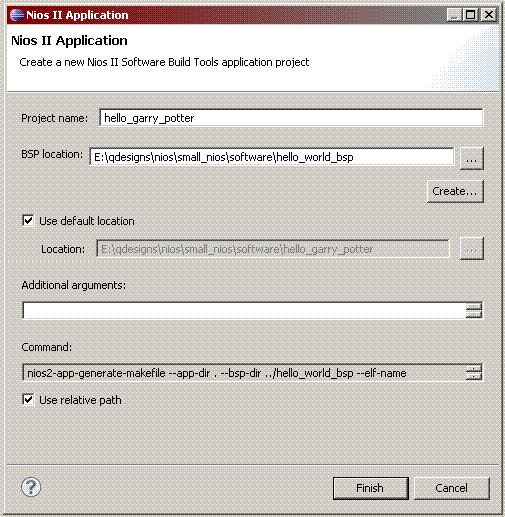 Nios II Application
Nios II Application
Create a new Nios II Software Build Tools application project
Project name: hello_garry_potter
BSP location: E:\qdesigns\nios\small_nios\software\hello_world_bsp ...
Create...
Use default location
Location: E:\qdesigns\nios\small_nios\software\hello_garry_potter ...
Additional arguments:
Command:
nios2-app-generate-makefile --app-dir . --bsp-dir ../hello_world_bsp --elf-name
Use relative path
? Finish Cancel